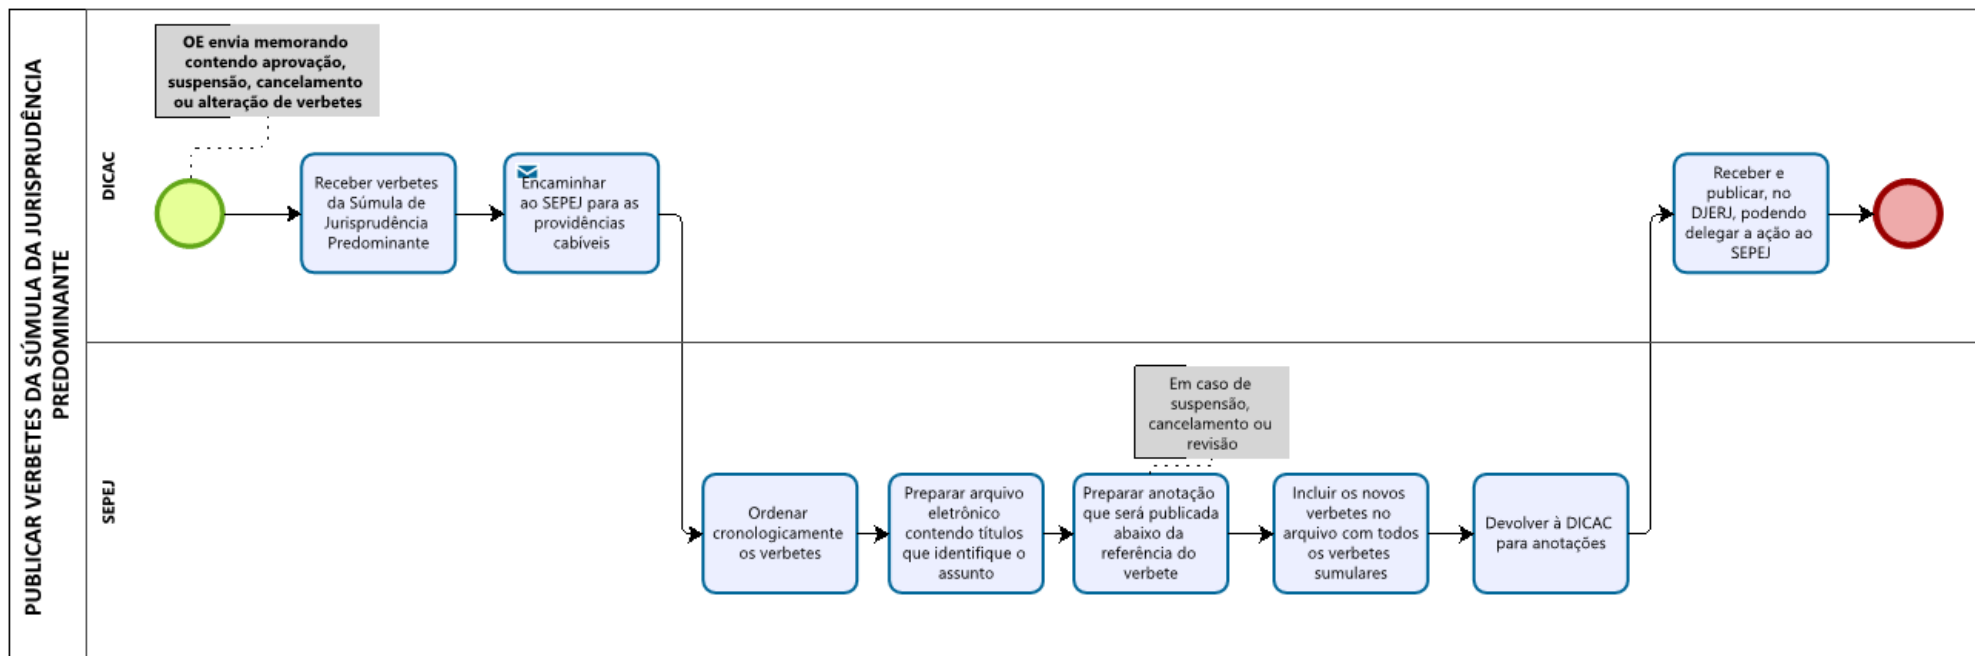 PUBLICAR VERBETES DA SÚMULA DA JURISPRUDÊNCIA
PREDOMINANTE
DICAC
OE envia memorando
contendo aprovação,
suspensão, cancelamento
ou alteração de verbetes
Receber verbetes
da Súmula de
Jurisprudência
Predominante
Encaminhar
ao SEPEJ para as
providências
cabíveis
Receber e
publicar, no
DJERJ, podendo
delegar a ação ao
SEPEJ
SEPEJ
Ordenar
cronologicamente
os verbetes
Preparar arquivo
eletrônico
contendo títulos
que identifique o
assunto
Em caso de
suspensão,
cancelamento ou
revisão
Preparar anotação
que será publicada
abaixo da
referência do
verbete
Incluir os novos
verbetes no
arquivo com todos
os verbetes
sumulares
Devolver à DICAC
para anotações